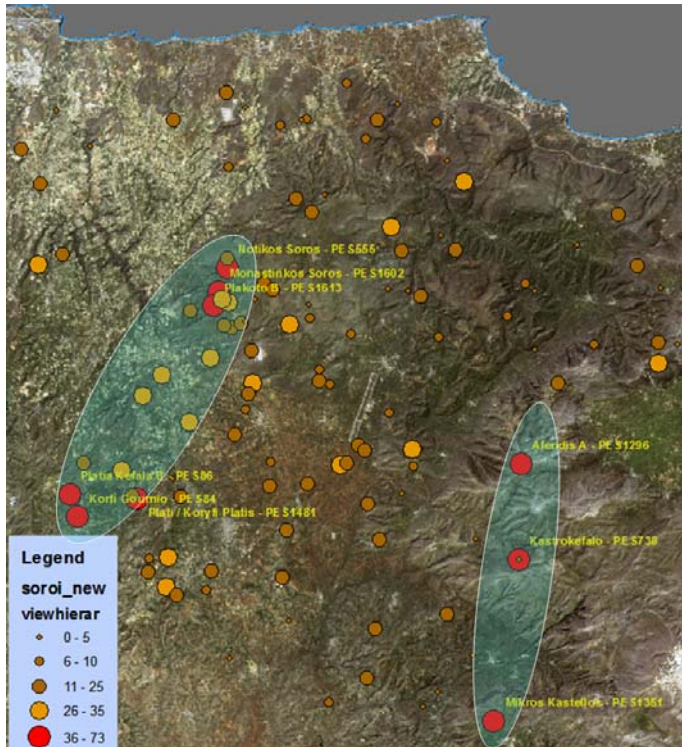 Notikos Soros - PE S555
Monastirikos Soros - PE S1602
Plakoto B - PE S1613
Aferidis A - PE S1296
Platia Kefala B - PE S86
Korfi Gournio - PE S84
Plati / Koryfi Platis - PE S1481
Kastrokefalo - PE S738
Mikros Kastellos - PE S1351
Legend
soroi_new
viewhierar
0 - 5
6 - 10
11 - 25
26 - 35
36 - 73